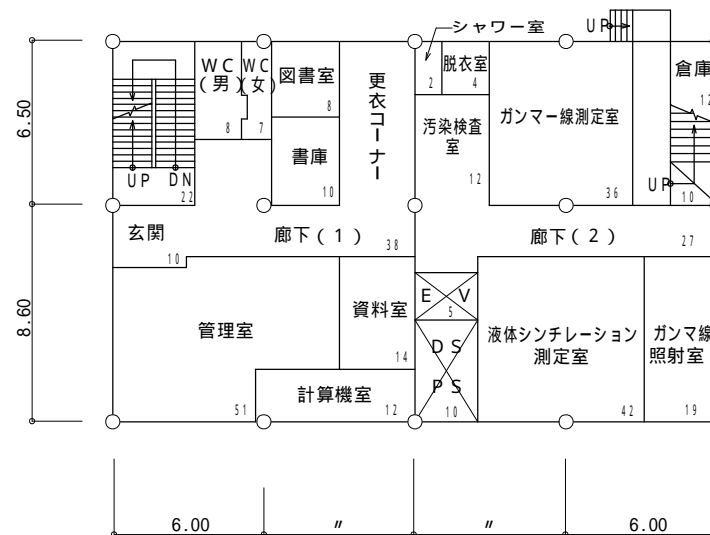 シャワー室
UP
WC
(男)
8
WC
(女)
7
図書室
8
更衣コーナー
2
脱衣室
4
倉庫
ガンマー線測定室
36
汚染検査
室
12
書庫
10
UP
DN
22
UP
10
6.50
玄関
10
廊下(1)
38
廊下(2)
27
8.60
管理室
51
資料室
14
EV
5
DS
PS
10
計算機室
12
液体シンチレーション
測定室
42
ガンマ線
照射室
19
6.00
〃
〃
6.00